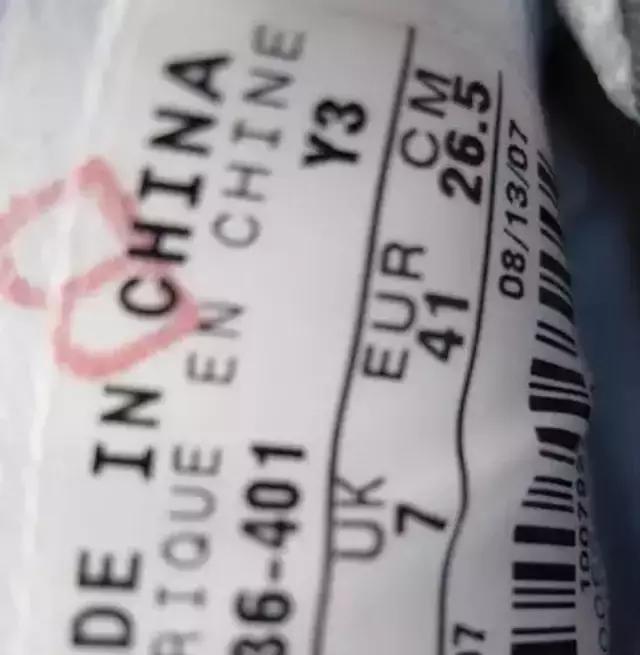 DE IN CHINA
RIQUE EN CHINE
36-401 Y3
UK EUR CM
7 41 26.5
07 08/13/07